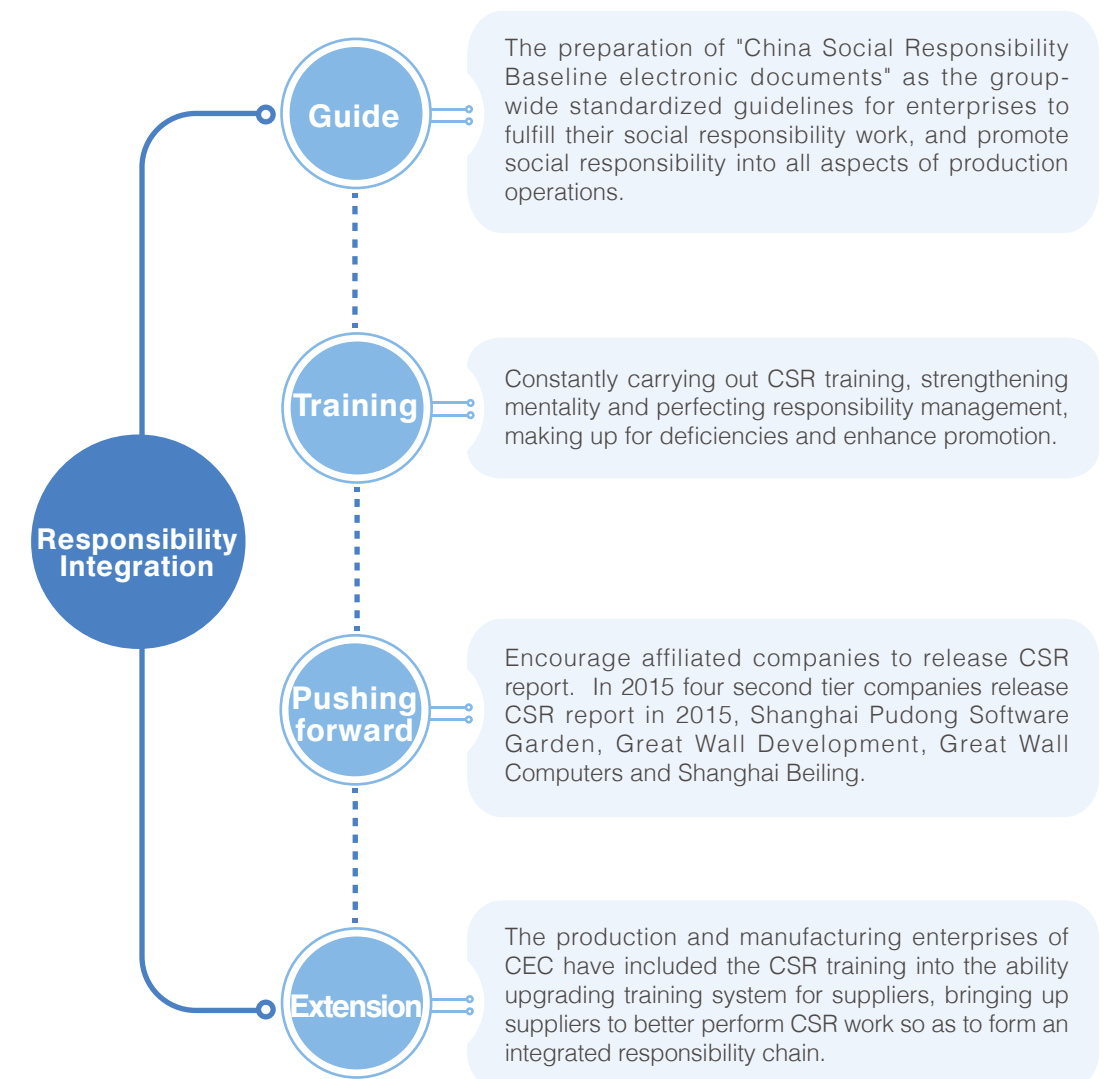 Guide
The preparation of "China Social Responsibility
Baseline electronic documents" as the group-
wide standardized guidelines for enterprises to
fulfill their social responsibility work, and promote
social responsibility into all aspects of production
operations.
Training
Constantly carrying out CSR training, strengthening
mentality and perfecting responsibility management,
making up for deficiencies and enhance promotion.
Responsibility
Integration
Pushing
forward
Encourage affiliated companies to release CSR
report. In 2015 four second tier companies release
CSR report in 2015, Shanghai Pudong Software
Garden, Great Wall Development, Great Wall
Computers and Shanghai Beiling.
Extension
The production and manufacturing enterprises of
CEC have included the CSR training into the ability
upgrading training system for suppliers, bringing up
suppliers to better perform CSR work so as to form an
integrated responsibility chain.